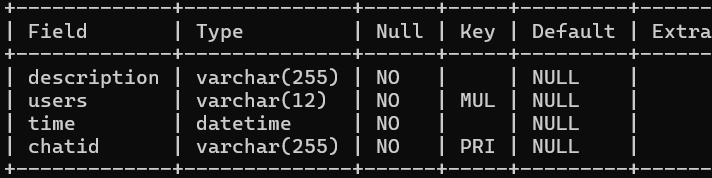 +-------------+--------------+------+-----+---------+------
| Field       | Type         | Null | Key | Default | Extra
+-------------+--------------+------+-----+---------+------
| description | varchar(255) | NO   |     | NULL    |
| users       | varchar(12)  | NO   | MUL | NULL    |
| time        | datetime     | NO   |     | NULL    |
| chatid      | varchar(255) | NO   | PRI | NULL    |
+-------------+--------------+------+-----+---------+------